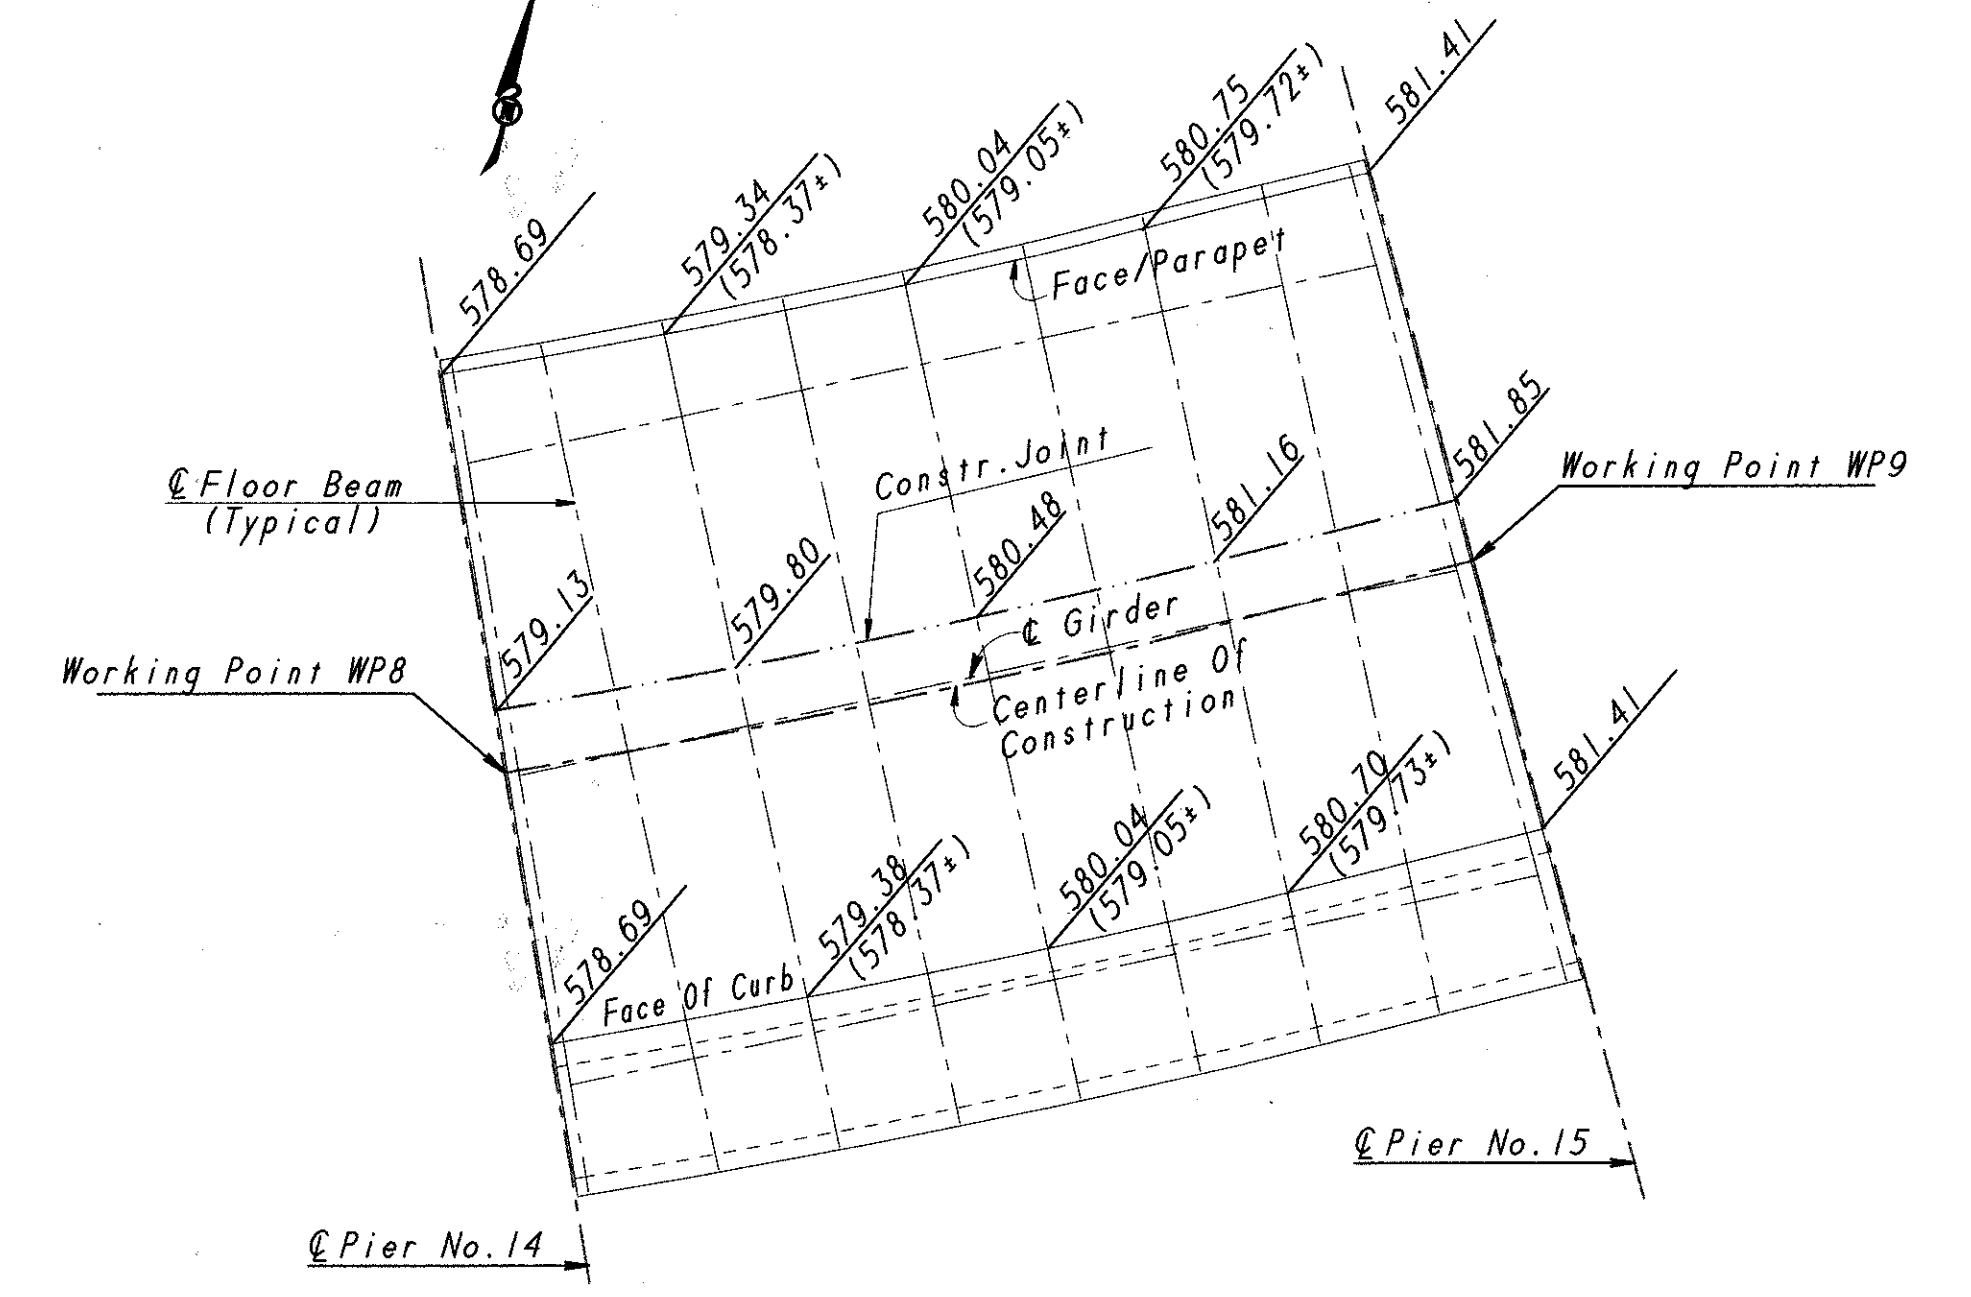 N
578.69
579.34
(578.37±)
580.04
(579.05±)
580.75
(579.72±)
581.41
Face/Parapet
℄ Floor Beam
(Typical)
Constr. Joint
579.13
579.80
580.48
581.16
581.85
Working Point WP9
Working Point WP8
℄ Girder
Centerline Of
Construction
578.69
Face Of Curb
579.38
(578.37±)
580.04
(579.05±)
580.70
(579.73±)
581.41
℄ Pier No. 15
℄ Pier No. 14